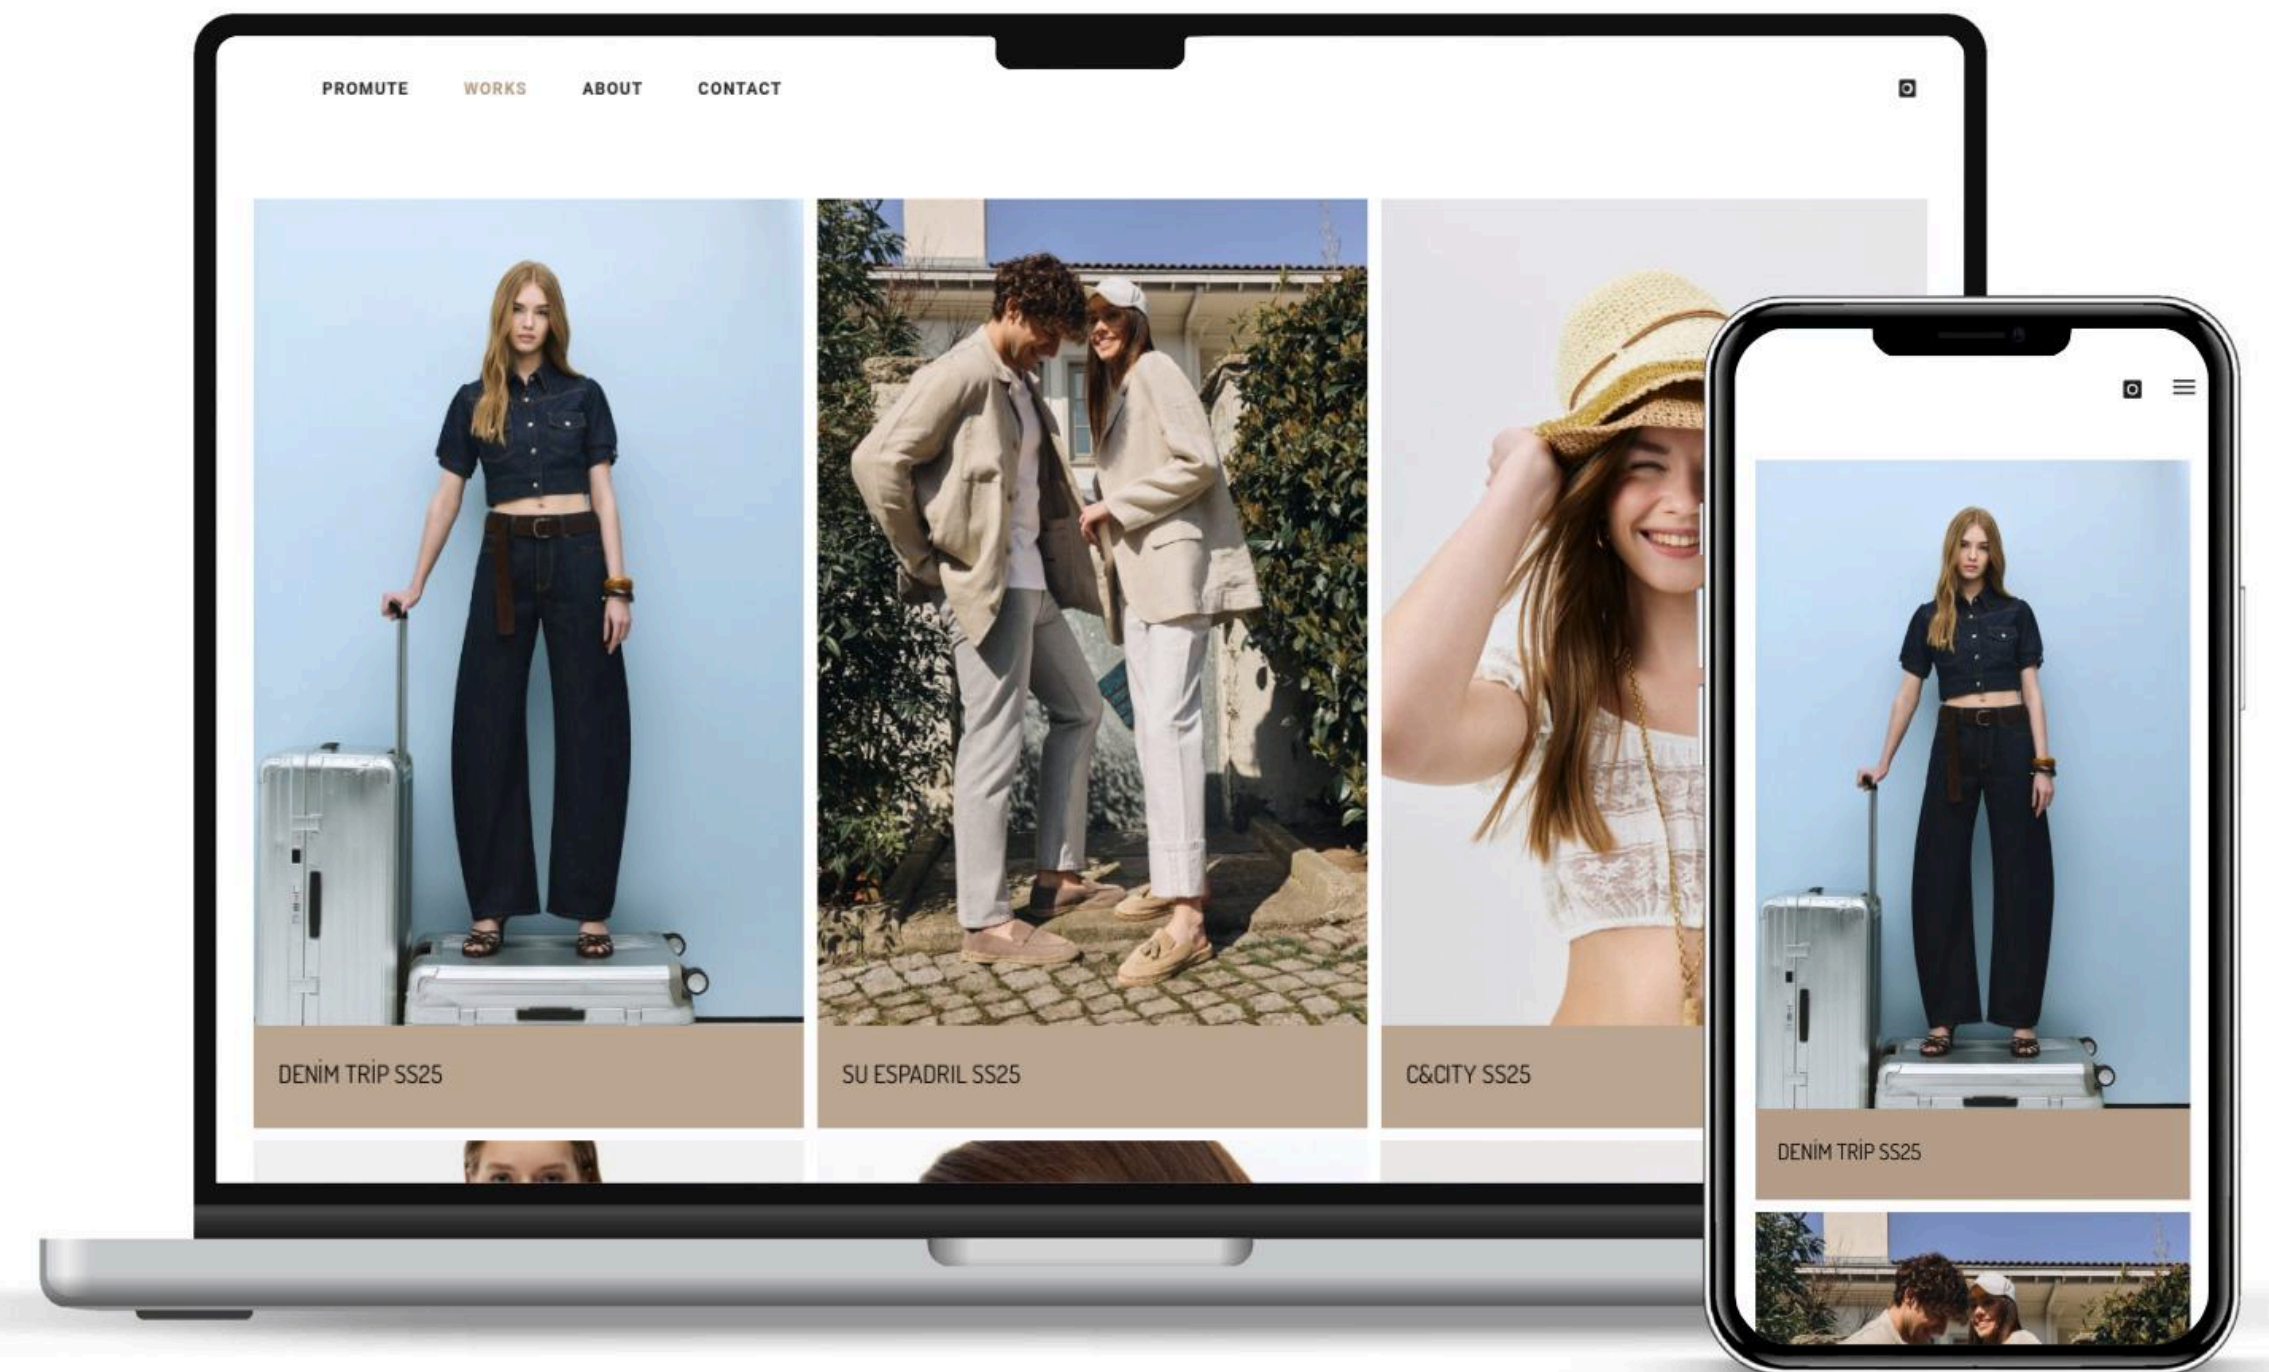 PROMUTE WORKS ABOUT CONTACT
DENİM TRİP SS25
SU ESPADRIL SS25
C&CITY SS25
DENİM TRİP SS25